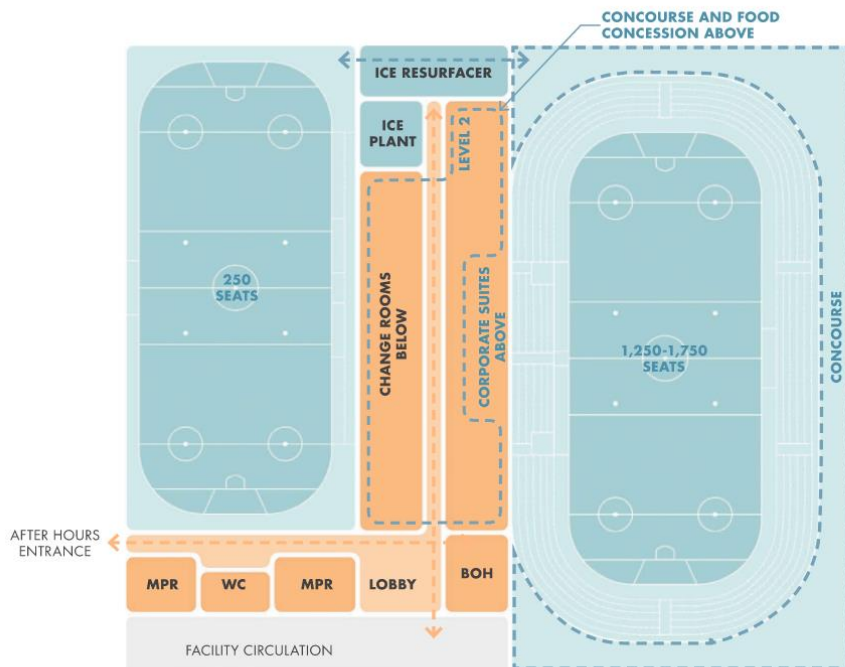 CONCOURSE AND FOOD
CONCESSION ABOVE
ICE RESURFACER
ICE
PLANT
LEVEL 2
250
SEATS
CHANGE ROOMS
BELOW
CORPORATE SUITES
ABOVE
1,250-1,750
SEATS
CONCOURSE
AFTER HOURS
ENTRANCE
MPR
WC
MPR
LOBBY
BOH
FACILITY CIRCULATION